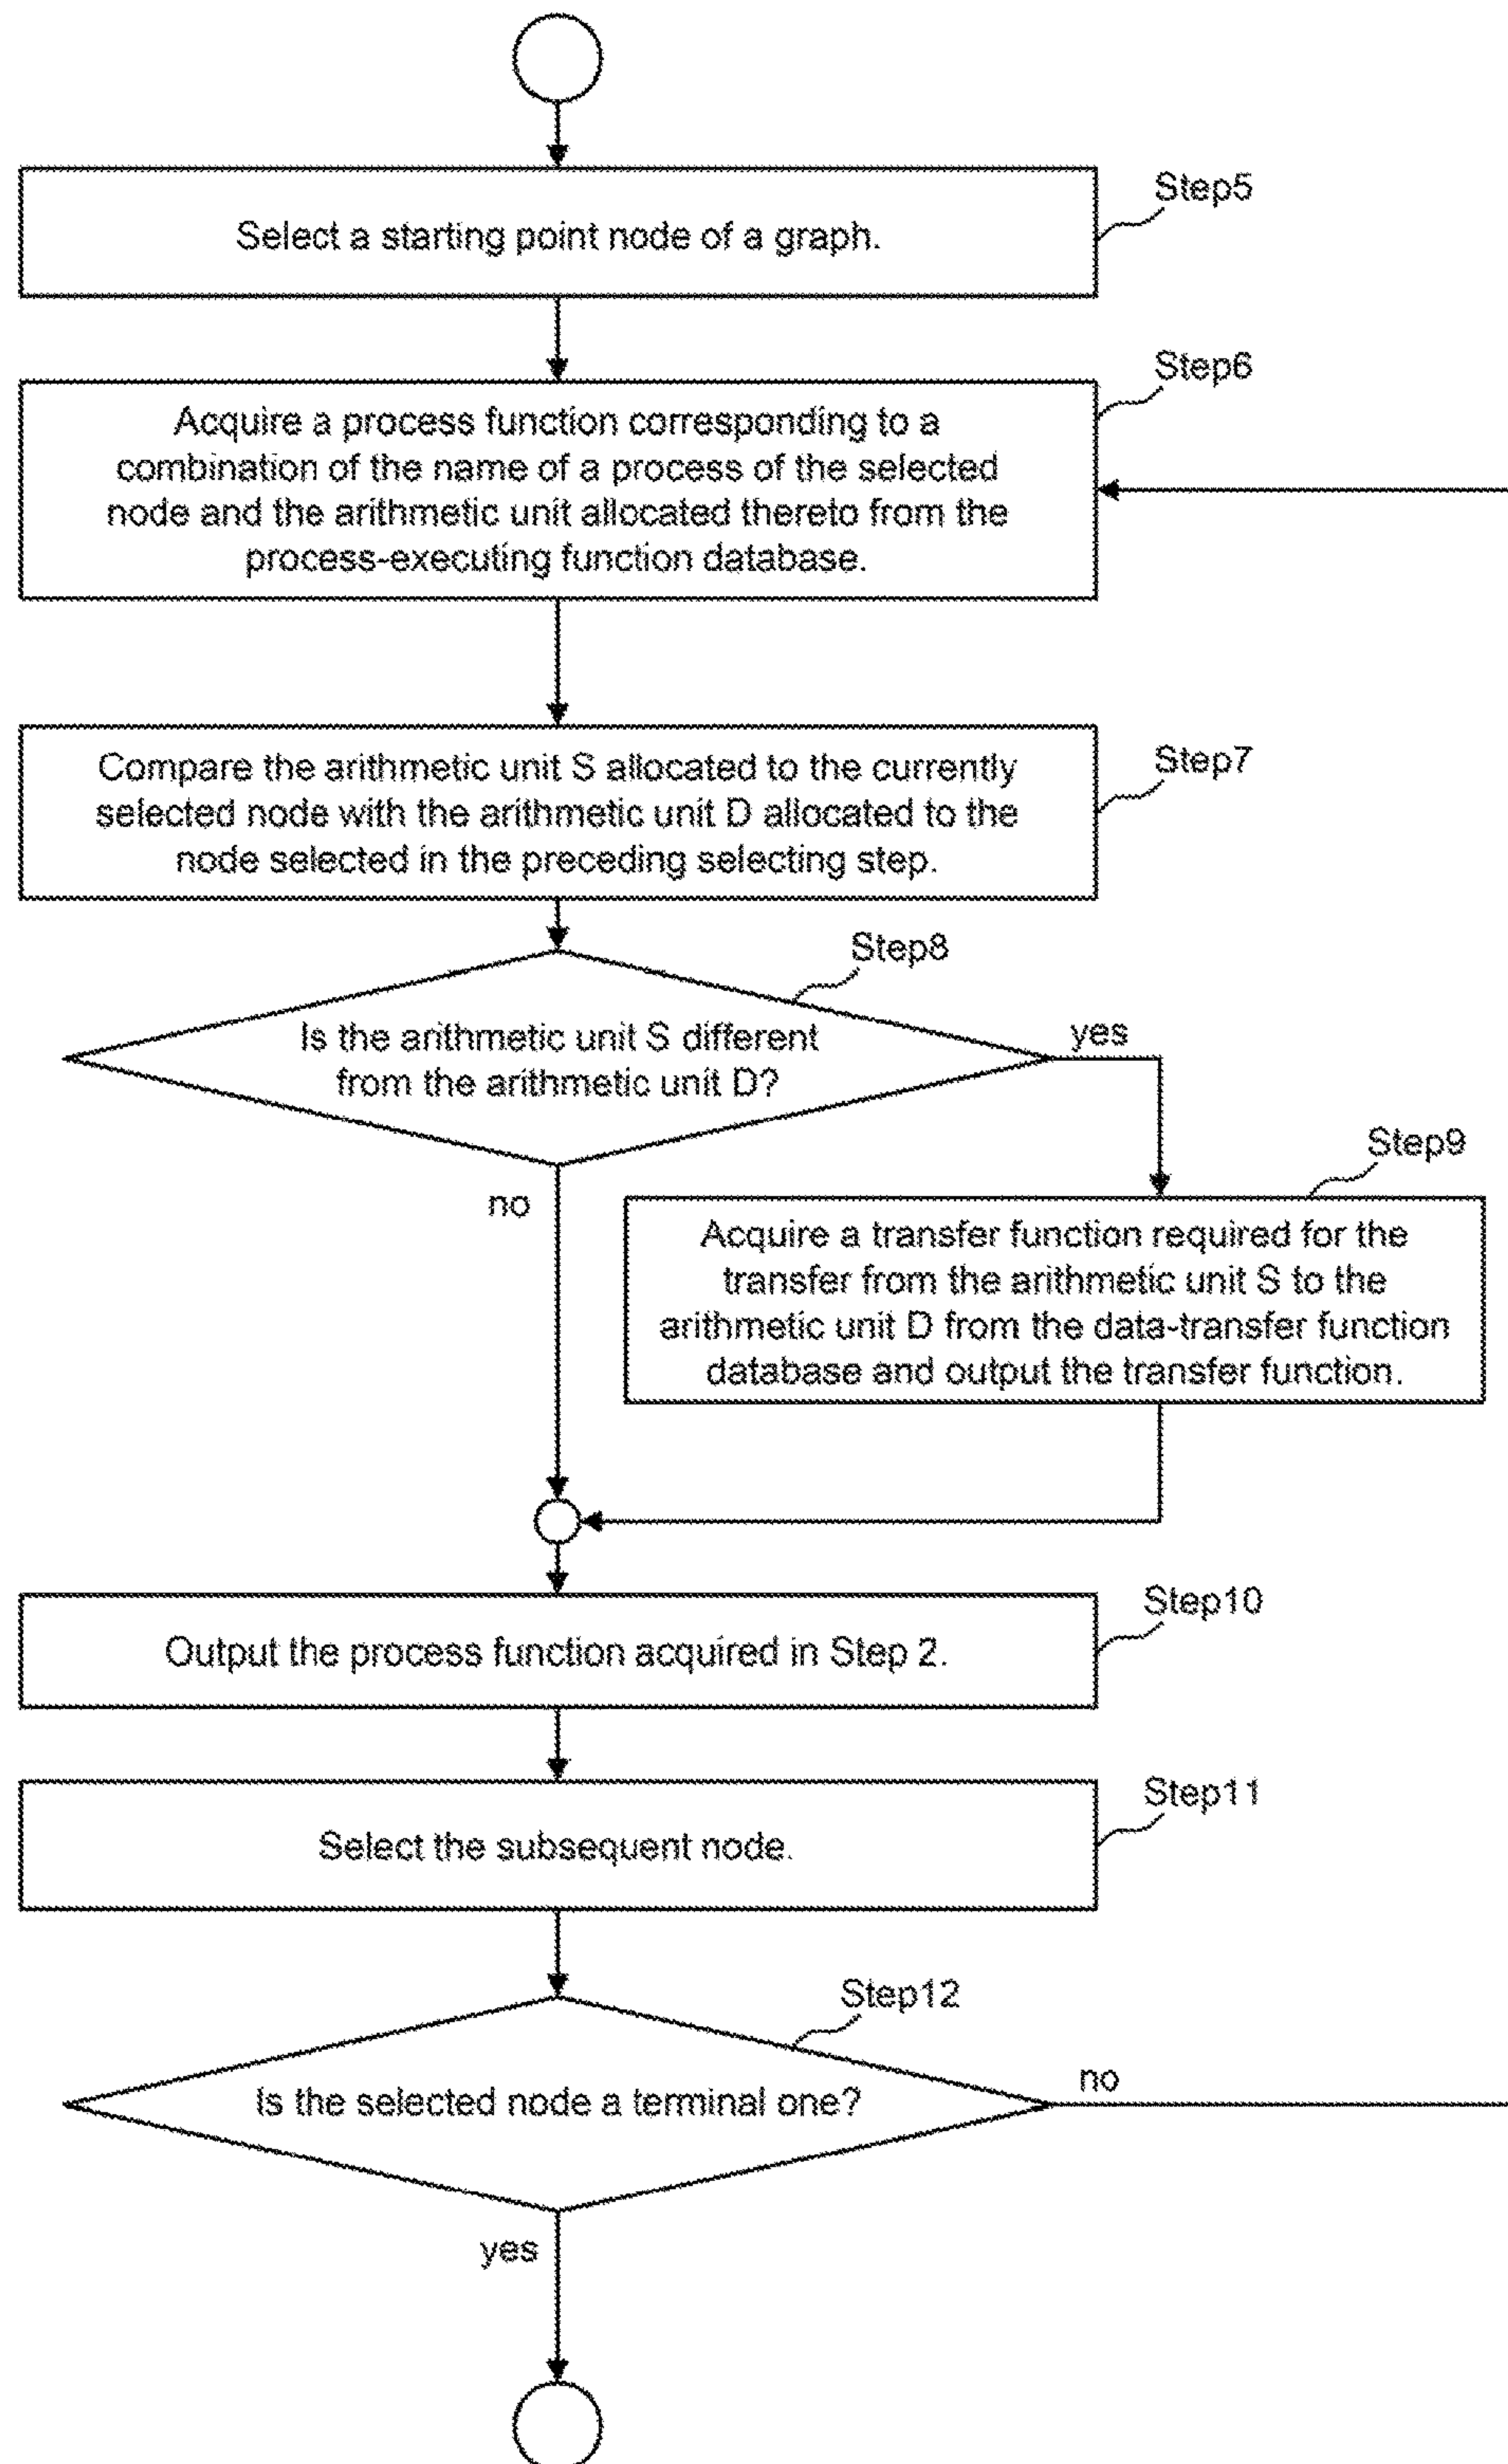 Step5
Select a starting point node of a graph.
Step6
Acquire a process function corresponding to a
combination of the name of a process of the selected
node and the arithmetic unit allocated thereto from the
process-executing function database.
Step7
Compare the arithmetic unit S allocated to the currently
selected node with the arithmetic unit D allocated to the
node selected in the preceding selecting step.
Step8
Is the arithmetic unit S different
from the arithmetic unit D?
yes
no
Step9
Acquire a transfer function required for the
transfer from the arithmetic unit S to the
arithmetic unit D from the data-transfer function
database and output the transfer function.
Step10
Output the process function acquired in Step 2.
Step11
Select the subsequent node.
Step12
Is the selected node a terminal one?
no
yes